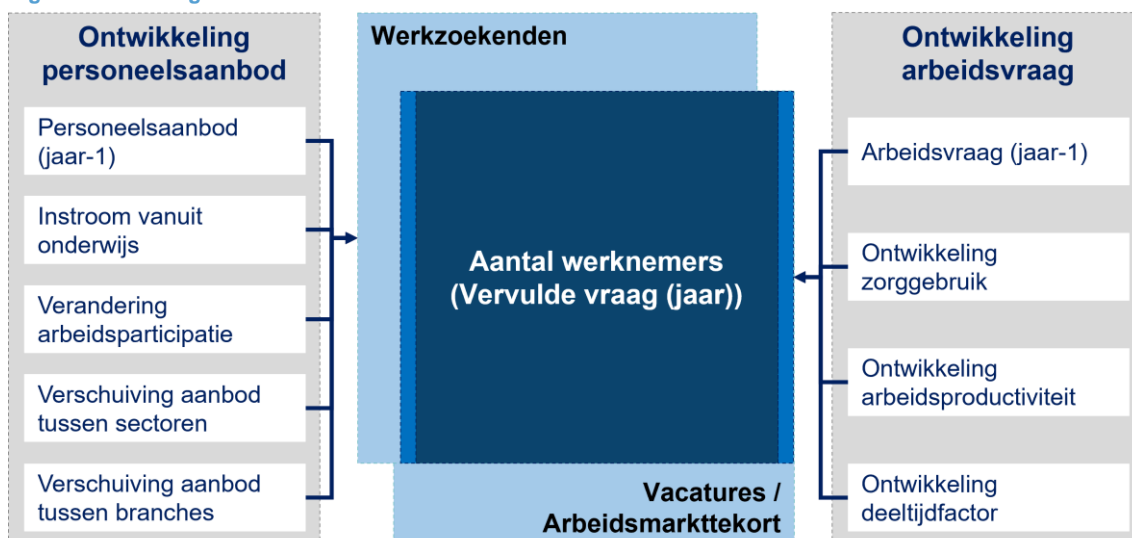 Ontwikkeling
personeelsaanbod
Personeelsaanbod
(jaar-1)
Instroom vanuit
onderwijs
Verandering
arbeidsparticipatie
Verschuiving aanbod
tussen sectoren
Verschuiving aanbod
tussen branches
Werkzoekenden
Aantal werknemers
(Vervulde vraag (jaar))
Vacatures /
Arbeidsmarkttekort
Ontwikkeling
arbeidsvraag
Arbeidsvraag (jaar-1)
Ontwikkeling
zorggebruik
Ontwikkeling
arbeidsproductiviteit
Ontwikkeling
deeltijdfactor